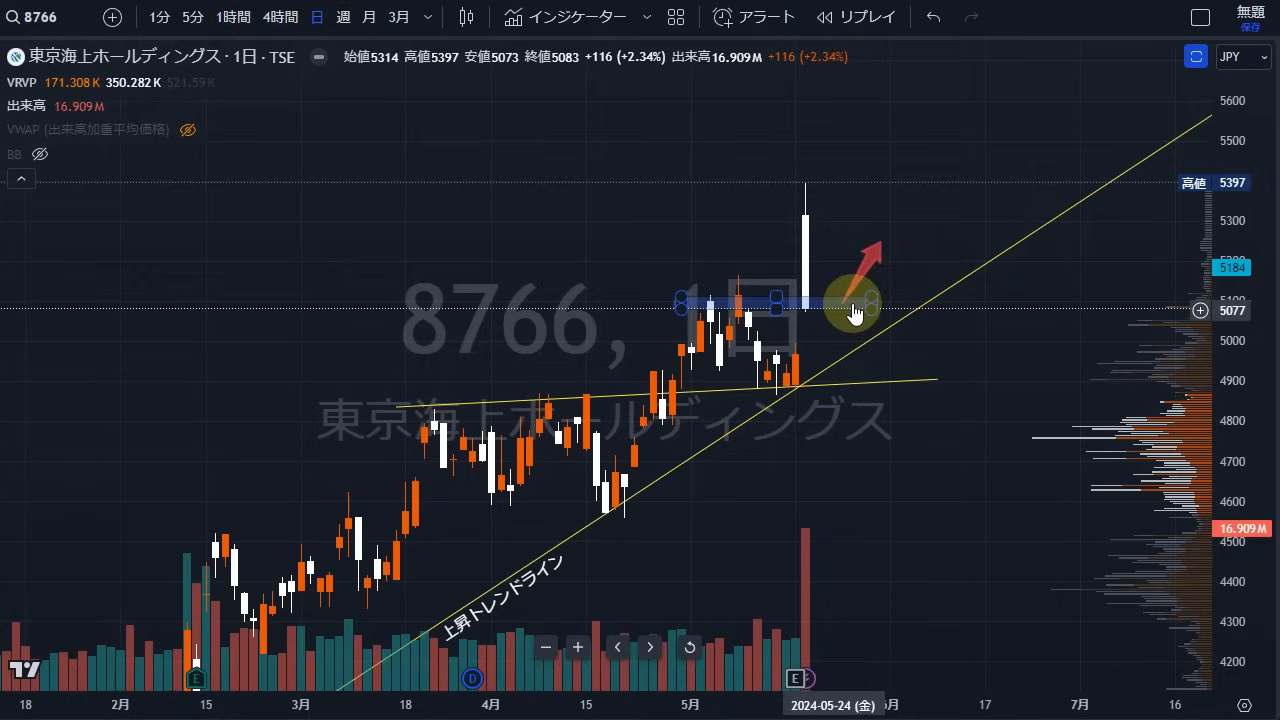 8766 1分 5分 1時間 4時間 日 週 月 3月 インジケーター アラート リプレイ 無題
保存
東京海上ホールディングス · 1日 · TSE 始値5314 高値5397 安値5073 終値5083 +116 (+2.34%) 出来高16.909M +116 (+2.34%) JPY
VRVP 171.308K 350.282K 521.59K
出来高 16.909M
VWAP (出来高加重平均価格)
BB
5600
5500
高値 5397
5300
5184
5077
5000
4900
4800
4700
4600
16.909M
4500
4400
4300
4200
8766, 1日
東京海上ホールディングス
上昇トレンドライン
E
D
E
18 2月 15 3月 15 2024-05-24 (金) 17 7月 16